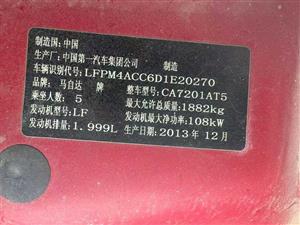 制造国:中国
生产厂:中国第一汽车集团公司 制造
车辆识别代号:LFPM4ACC6D1E20270
品牌:马自达 牌 整车型号:CA7201AT5
乘坐人数:5 最大允许总质量:1882kg
发动机型号:LF 发动机最大净功率:108kW
发动机排量:1.999L 生产日期:2013年12月